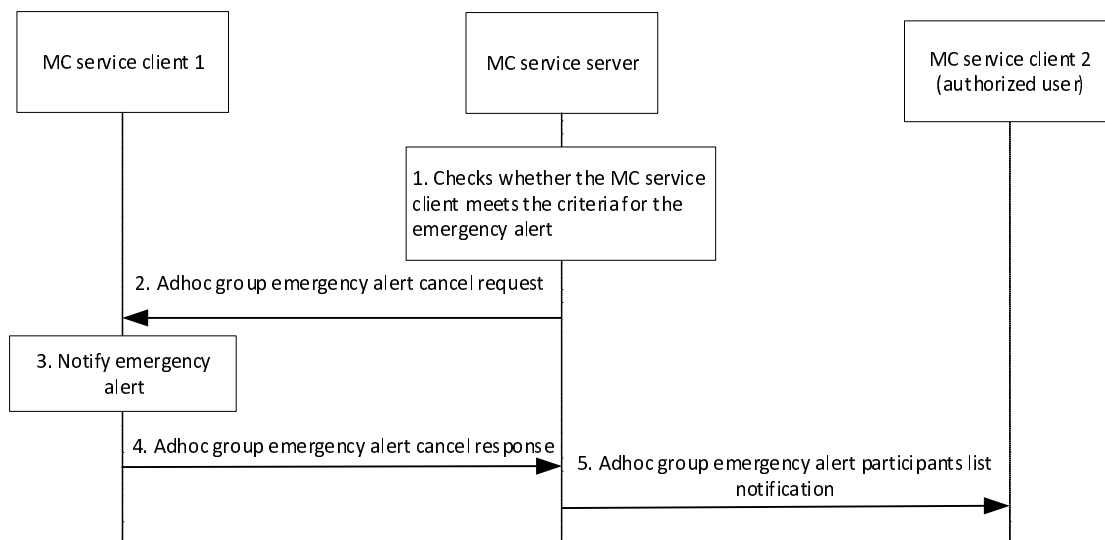 MC service client 1
MC service server
MC service client 2
(authorized user)
1. Checks whether the MC service
client meets the criteria for the
emergency alert
2. Adhoc group emergency alert cancel request
3. Notify emergency
alert
4. Adhoc group emergency alert cancel response
5. Adhoc group emergency alert participants list
notification